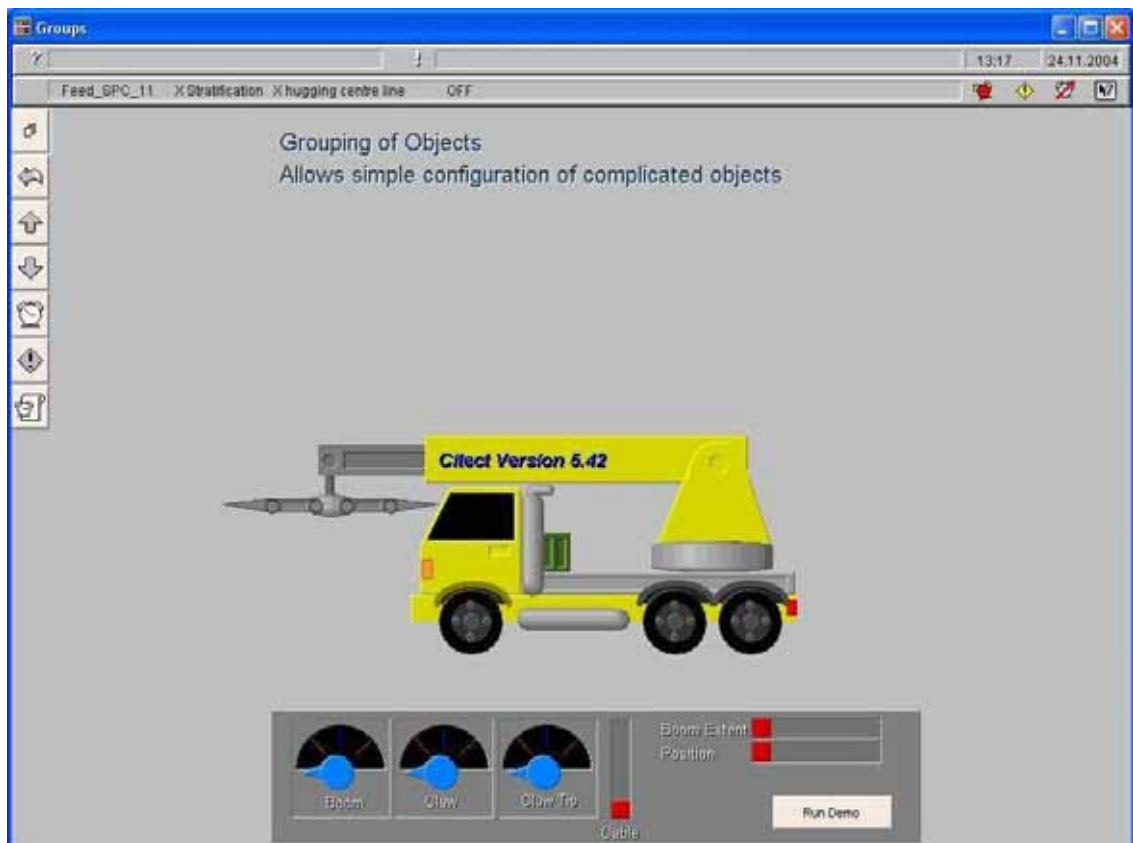 Groups
13:17 24.11.2004
Feed_SPC_11 X Stratification X hugging centre line OFF
Grouping of Objects
Allows simple configuration of complicated objects
Citect Version 5.42
Boom Extent
Position
Boom Claw Claw Tip
Run Demo
Cable